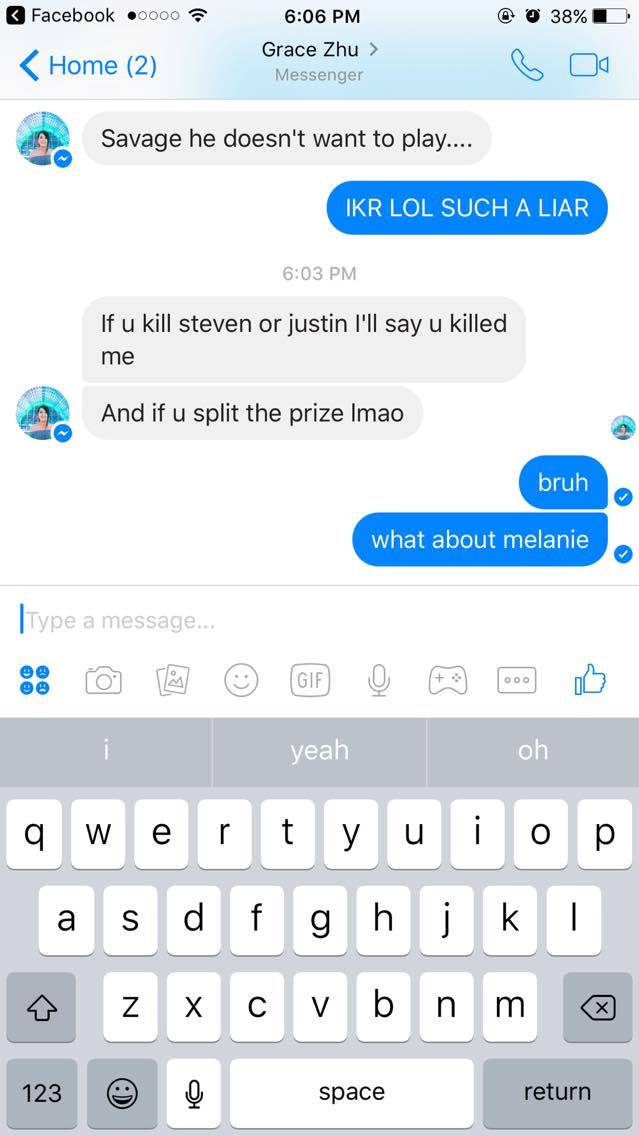 Facebook 6:06 PM 38%
Home (2) Grace Zhu
Messenger
Savage he doesn't want to play....
IKR LOL SUCH A LIAR
6:03 PM
If u kill steven or justin I'll say u killed
me
And if u split the prize lmao
bruh
what about melanie
Type a message...
GIF
i yeah oh
q w e r t y u i o p
a s d f g h j k l
z x c v b n m
123 space return